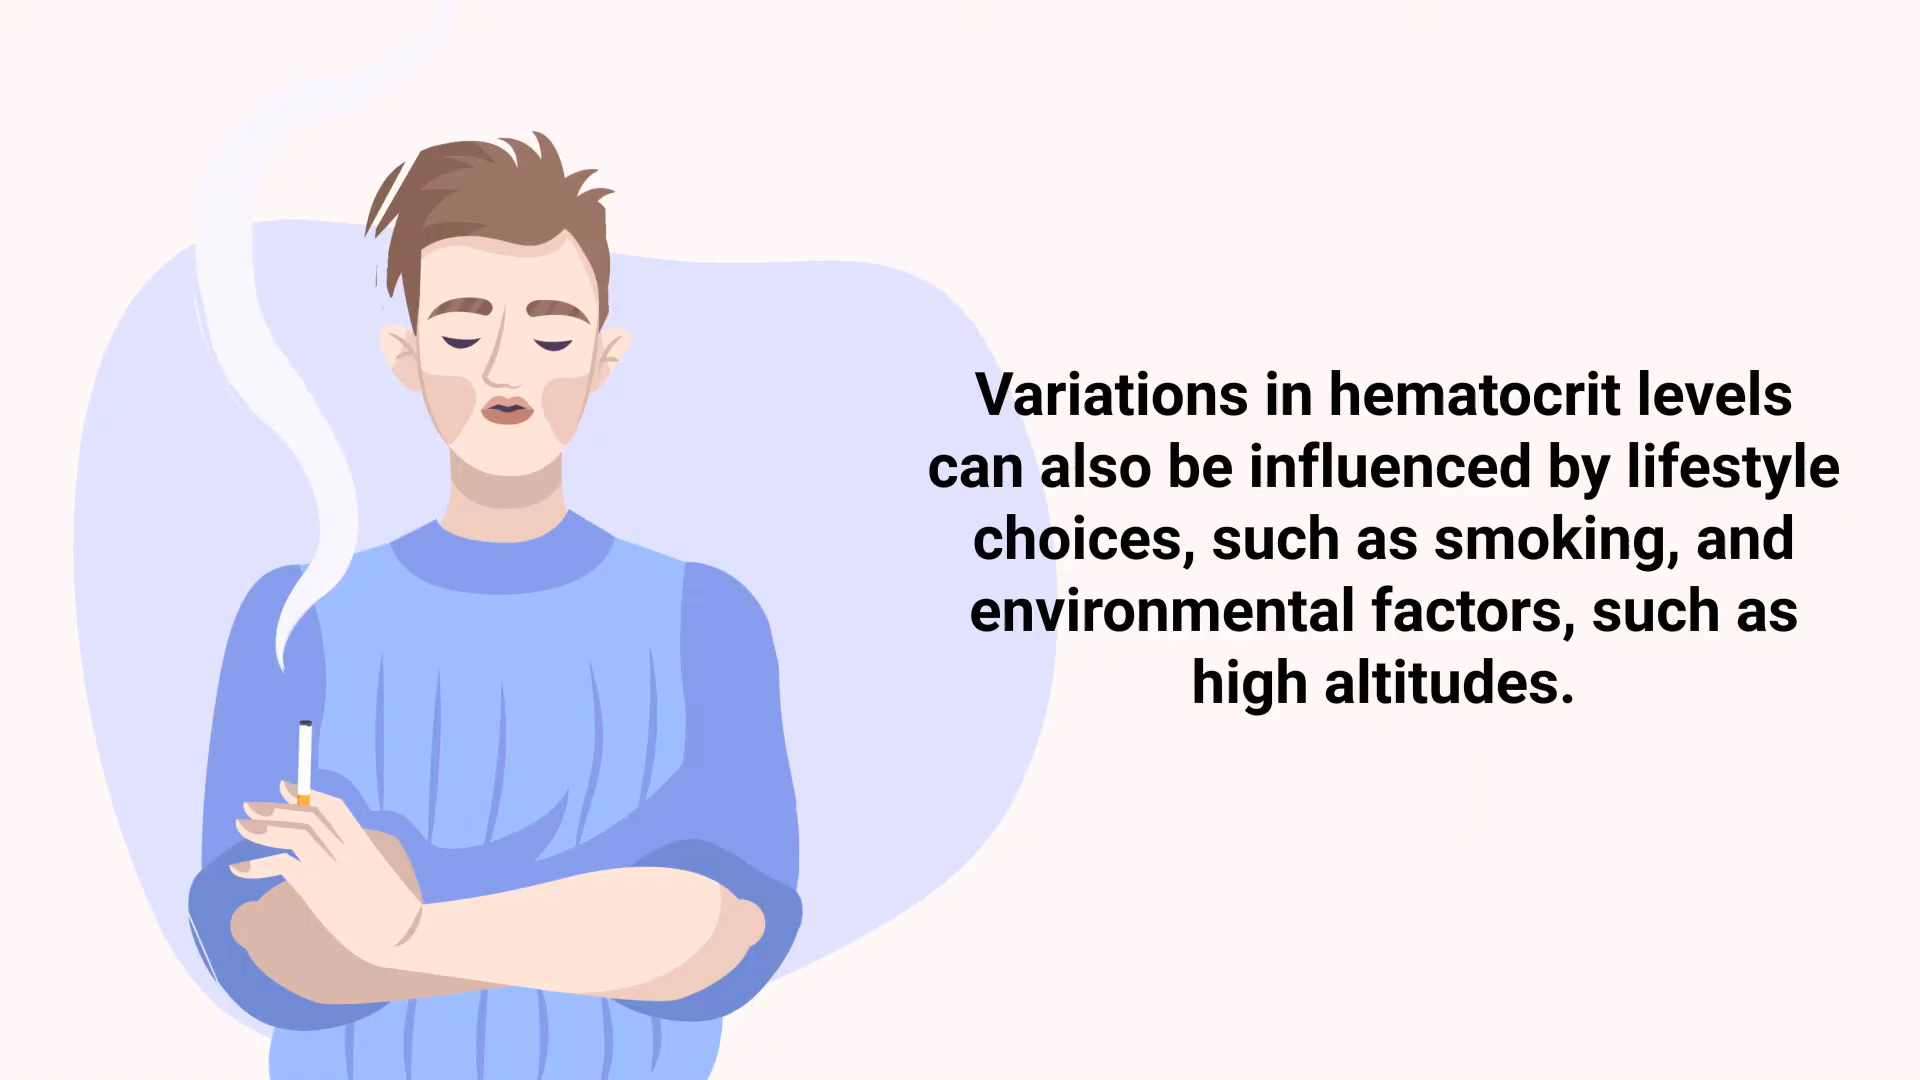 Variations in hematocrit levels
can also be influenced by lifestyle
choices, such as smoking, and
environmental factors, such as
high altitudes.